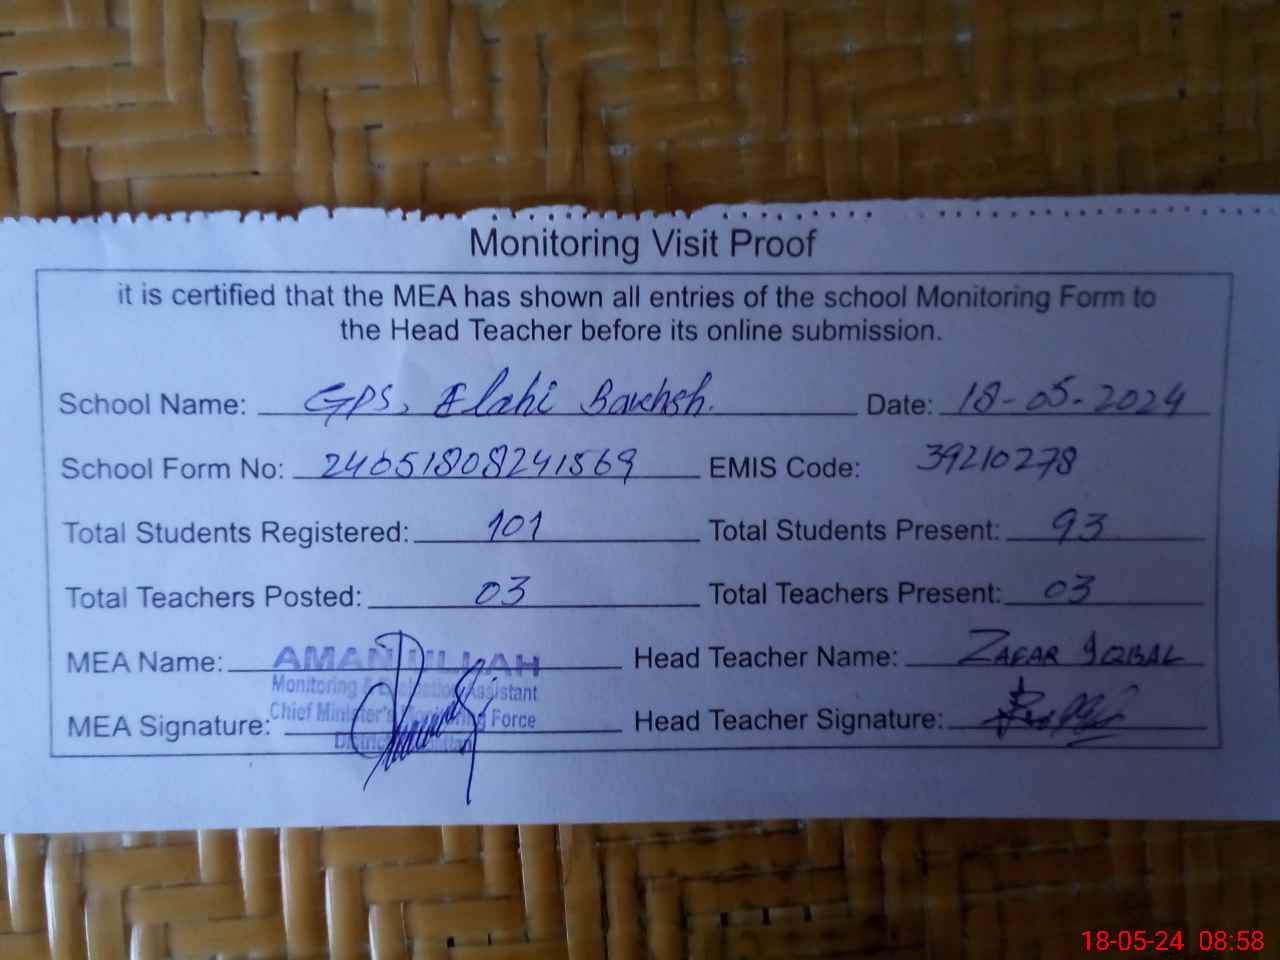 Monitoring Visit Proof
it is certified that the MEA has shown all entries of the school Monitoring Form to
the Head Teacher before its online submission.
School Name: GPS, Elahi Bakhsh. Date: 18-05-2024
School Form No: 24051808241569 EMIS Code: 39210278
Total Students Registered: 101 Total Students Present: 93
Total Teachers Posted: 03 Total Teachers Present: 03
MEA Name: AMAN ULLAH Head Teacher Name: ZAFAR IQBAL
Monitoring & Evaluation Assistant
Chief Minister's Monitoring Force
MEA Signature: Head Teacher Signature:
District
18-05-24 08:58